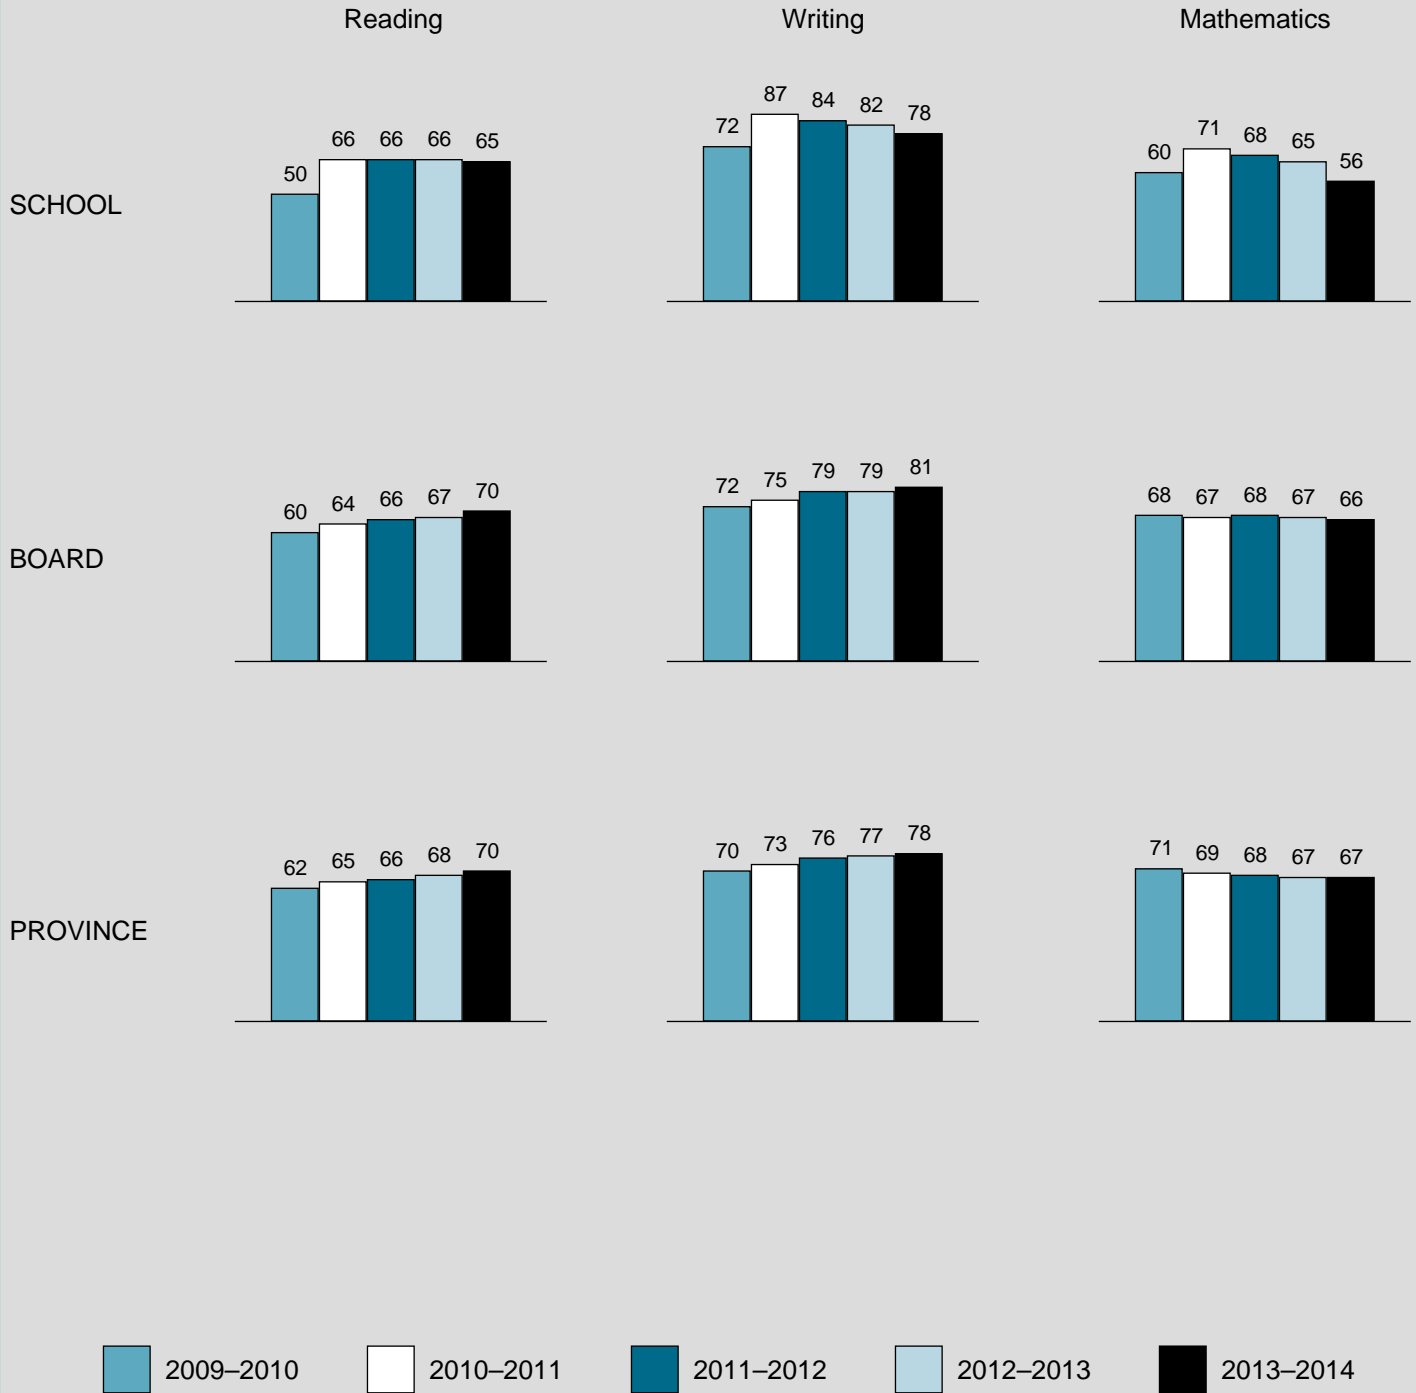 Reading Writing Mathematics
87 84 82 78
72
71 68 65 56
60
66 66 66 65
50
SCHOOL
60 64 66 67 70
72 75 79 79 81
68 67 68 67 66
BOARD
62 65 66 68 70
70 73 76 77 78
71 69 68 67 67
PROVINCE
2009–2010 2010–2011 2011–2012 2012–2013 2013–2014